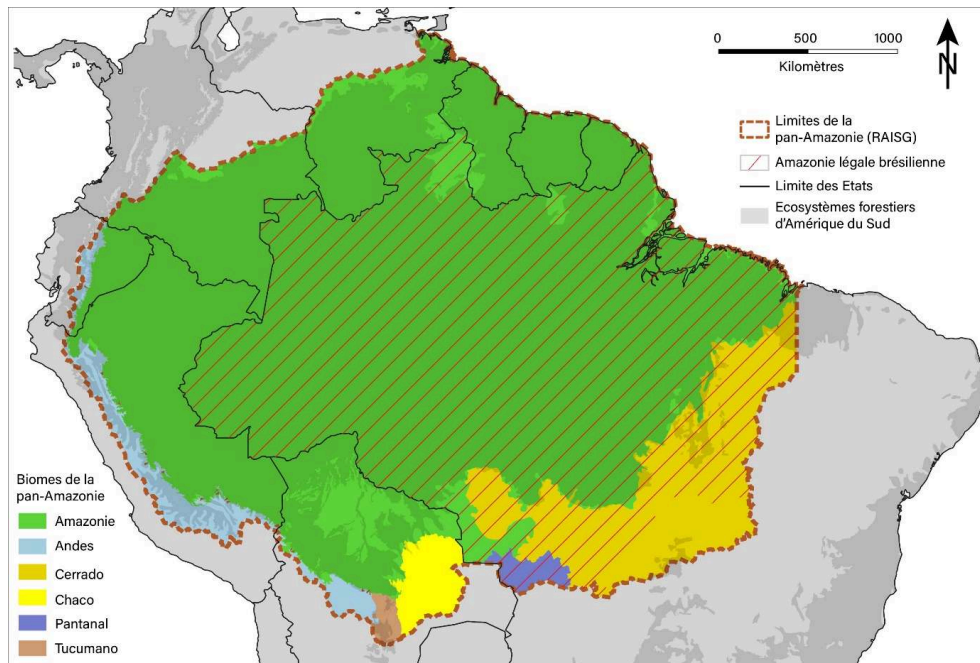 0 500 1000
Kilomètres
N
Limites de la
pan-Amazonie (RAISG)
Amazonie légale brésilienne
Limite des Etats
Ecosystèmes forestiers
d'Amérique du Sud
Biomes de la
pan-Amazonie
Amazonie
Andes
Cerrado
Chaco
Pantanal
Tucumano